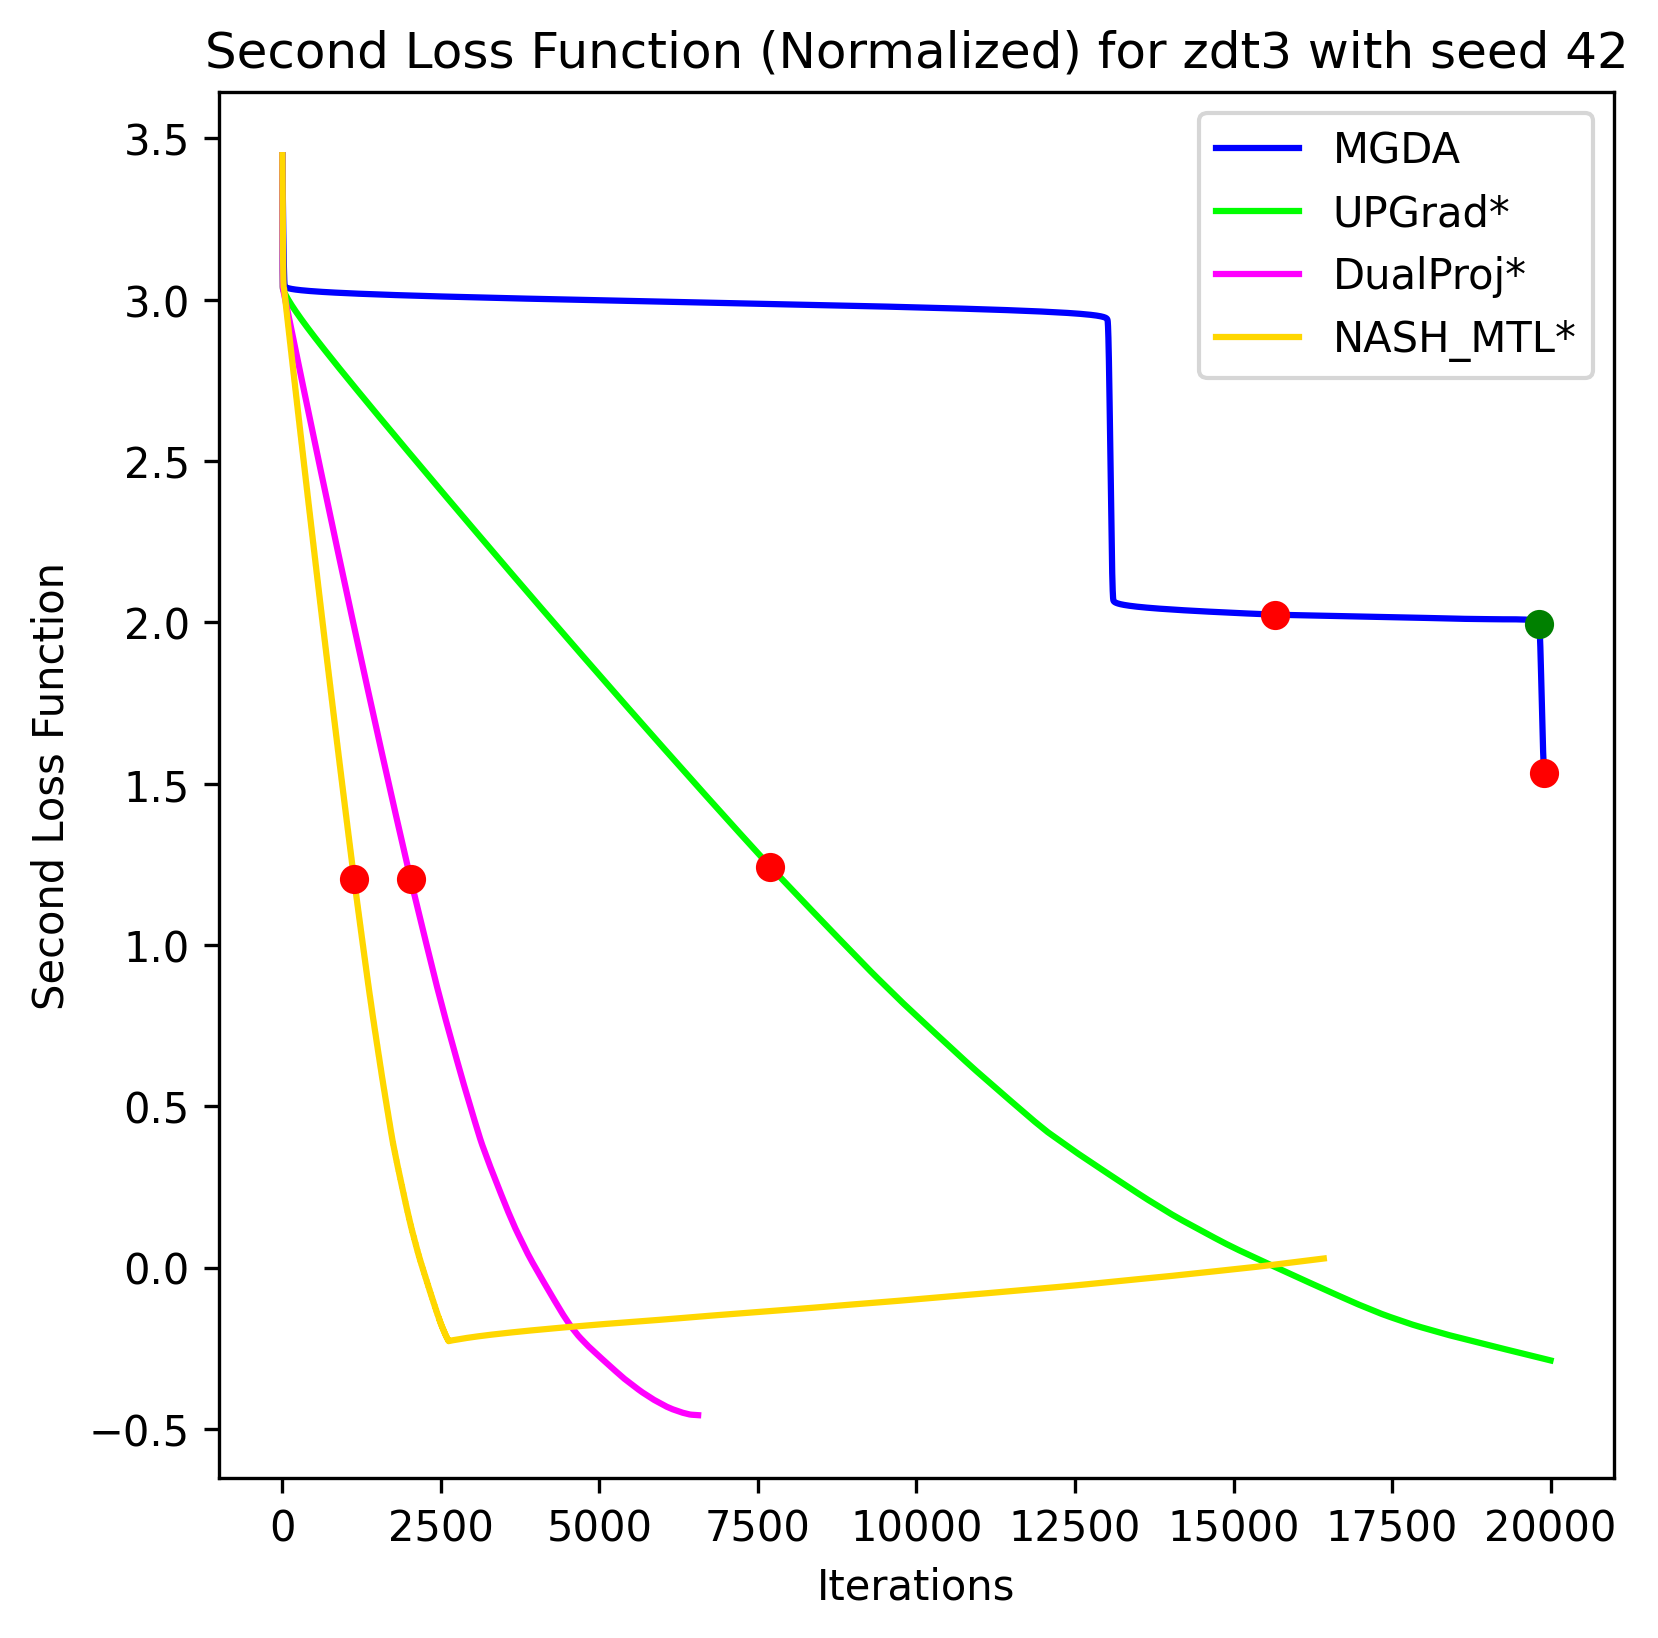 Second Loss Function (Normalized) for zdt3 with seed 42
MGDA
UPGrad*
DualProj*
NASH_MTL*
Second Loss Function
3.5
3.0
2.5
2.0
1.5
1.0
0.5
0.0
−0.5
0 2500 5000 7500 10000 12500 15000 17500 20000
Iterations